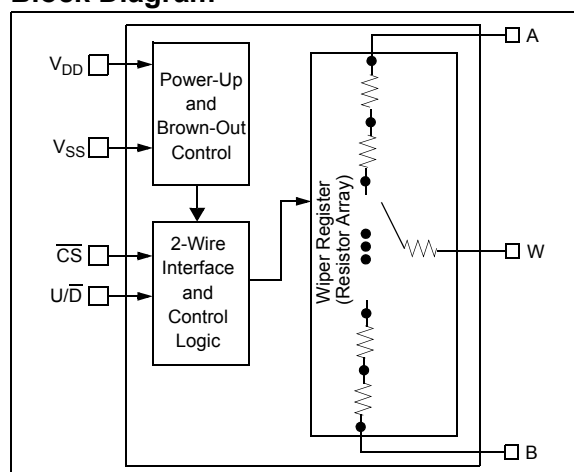 Block Diagram
V_DD
V_SS
C̅S̅
U/D̅
Power-Up
and
Brown-Out
Control
2-Wire
Interface
and
Control
Logic
Wiper Register
(Resistor Array)
A
W
B